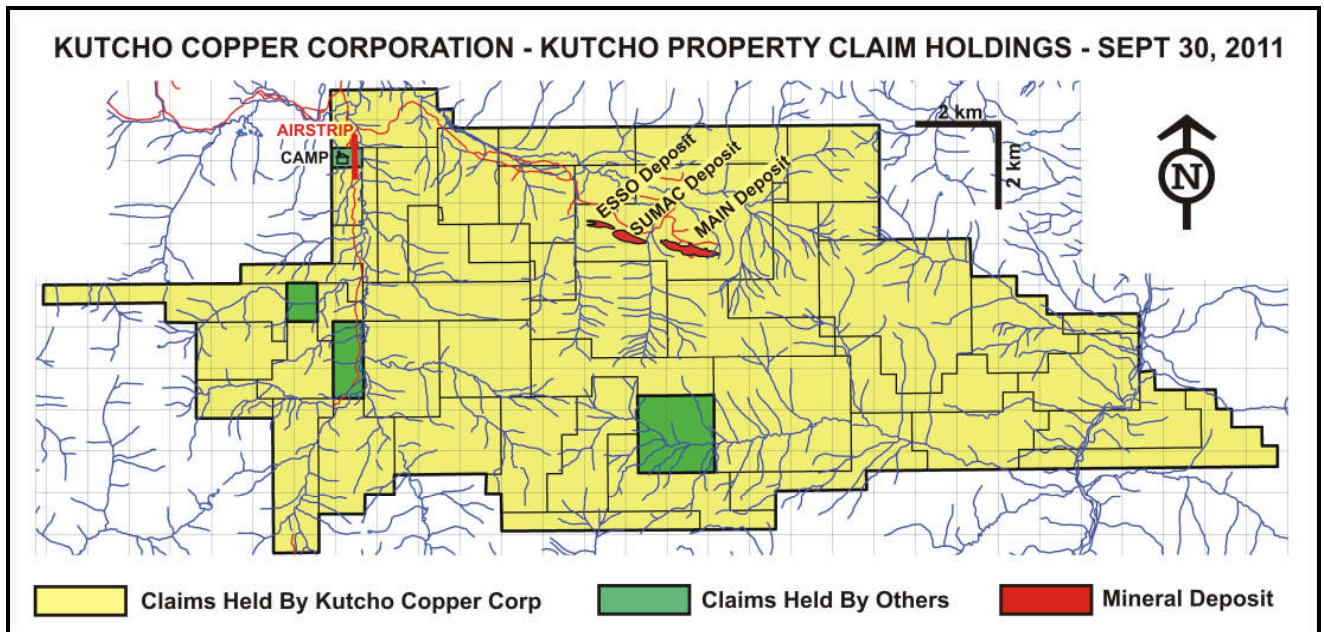 KUTCHO COPPER CORPORATION - KUTCHO PROPERTY CLAIM HOLDINGS - SEPT 30, 2011
AIRSTRIP
CAMP
ESSO Deposit
SUMAC Deposit
MAIN Deposit
2 km
2 km
N
Claims Held By Kutcho Copper Corp
Claims Held By Others
Mineral Deposit